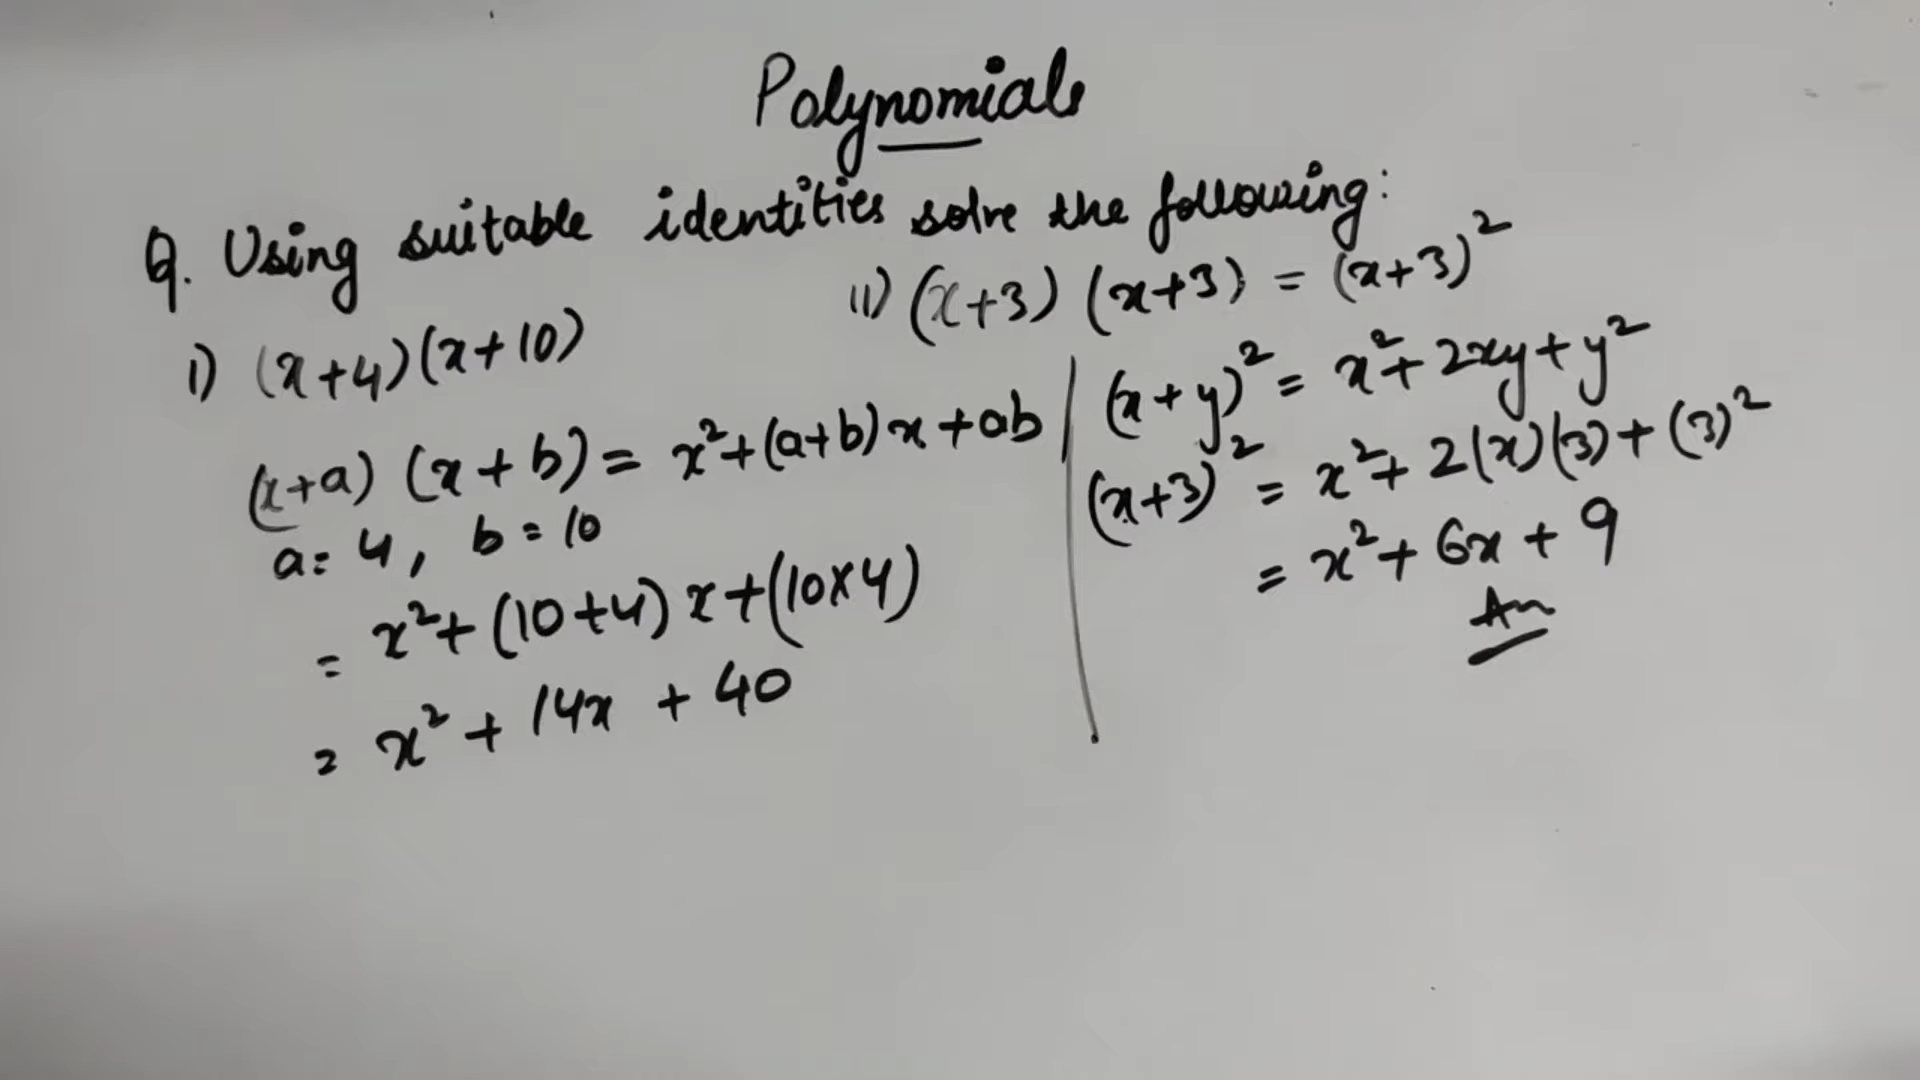 Polynomials
Q. Using suitable identities solve the following:
i) (x+4)(x+10)
(x+a) (x+b) = x²+(a+b)x+ab
a= 4, b= 10
= x²+(10+4)x+(10×4)
= x²+14x+40
ii) (x+3) (x+3) = (x+3)²
(x+y)² = x²+2xy+y²
(x+3)² = x²+2(x)(3)+(3)²
= x²+6x+9
An